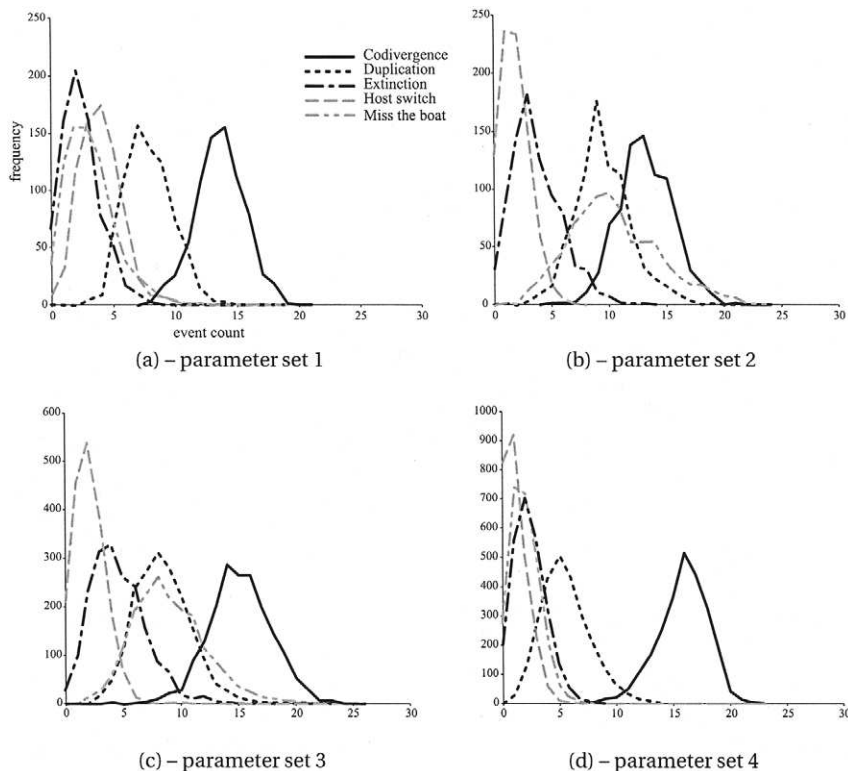 250
200
150
100
50
0
frequency
0 5 10 15 20 25 30
event count
Codivergence
Duplication
Extinction
Host switch
Miss the boat
(a) – parameter set 1
250
200
150
100
50
0
0 5 10 15 20 25 30
(b) – parameter set 2
600
500
400
300
200
100
0
0 5 10 15 20 25 30
(c) – parameter set 3
1000
900
800
700
600
500
400
300
200
100
0
0 5 10 15 20 25 30
(d) – parameter set 4